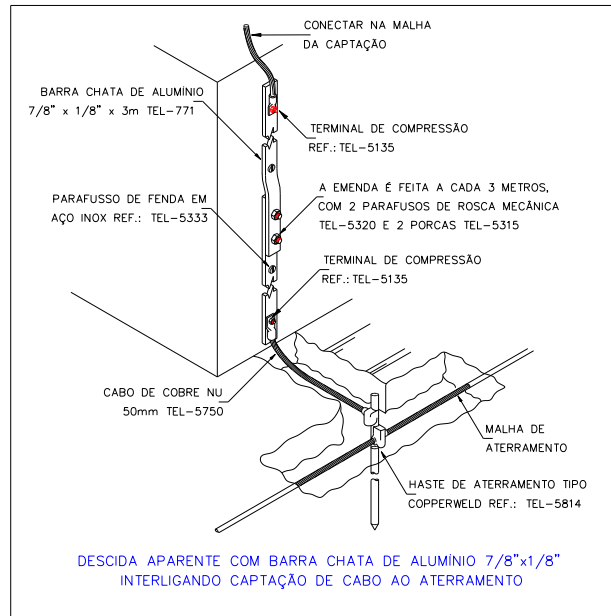 CONECTAR NA MALHA
DA CAPTAÇÃO
BARRA CHATA DE ALUMÍNIO
7/8" x 1/8" x 3m TEL-771
TERMINAL DE COMPRESSÃO
REF.: TEL-5135
PARAFUSSO DE FENDA EM
AÇO INOX REF.: TEL-5333
A EMENDA É FEITA A CADA 3 METROS,
COM 2 PARAFUSOS DE ROSCA MECÂNICA
TEL-5320 E 2 PORCAS TEL-5315
TERMINAL DE COMPRESSÃO
REF.: TEL-5135
CABO DE COBRE NU
50mm TEL-5750
MALHA DE
ATERRAMENTO
HASTE DE ATERRAMENTO TIPO
COPPERWELD REF.: TEL-5814
DESCIDA APARENTE COM BARRA CHATA DE ALUMÍNIO 7/8"x1/8"
INTERLIGANDO CAPTAÇÃO DE CABO AO ATERRAMENTO